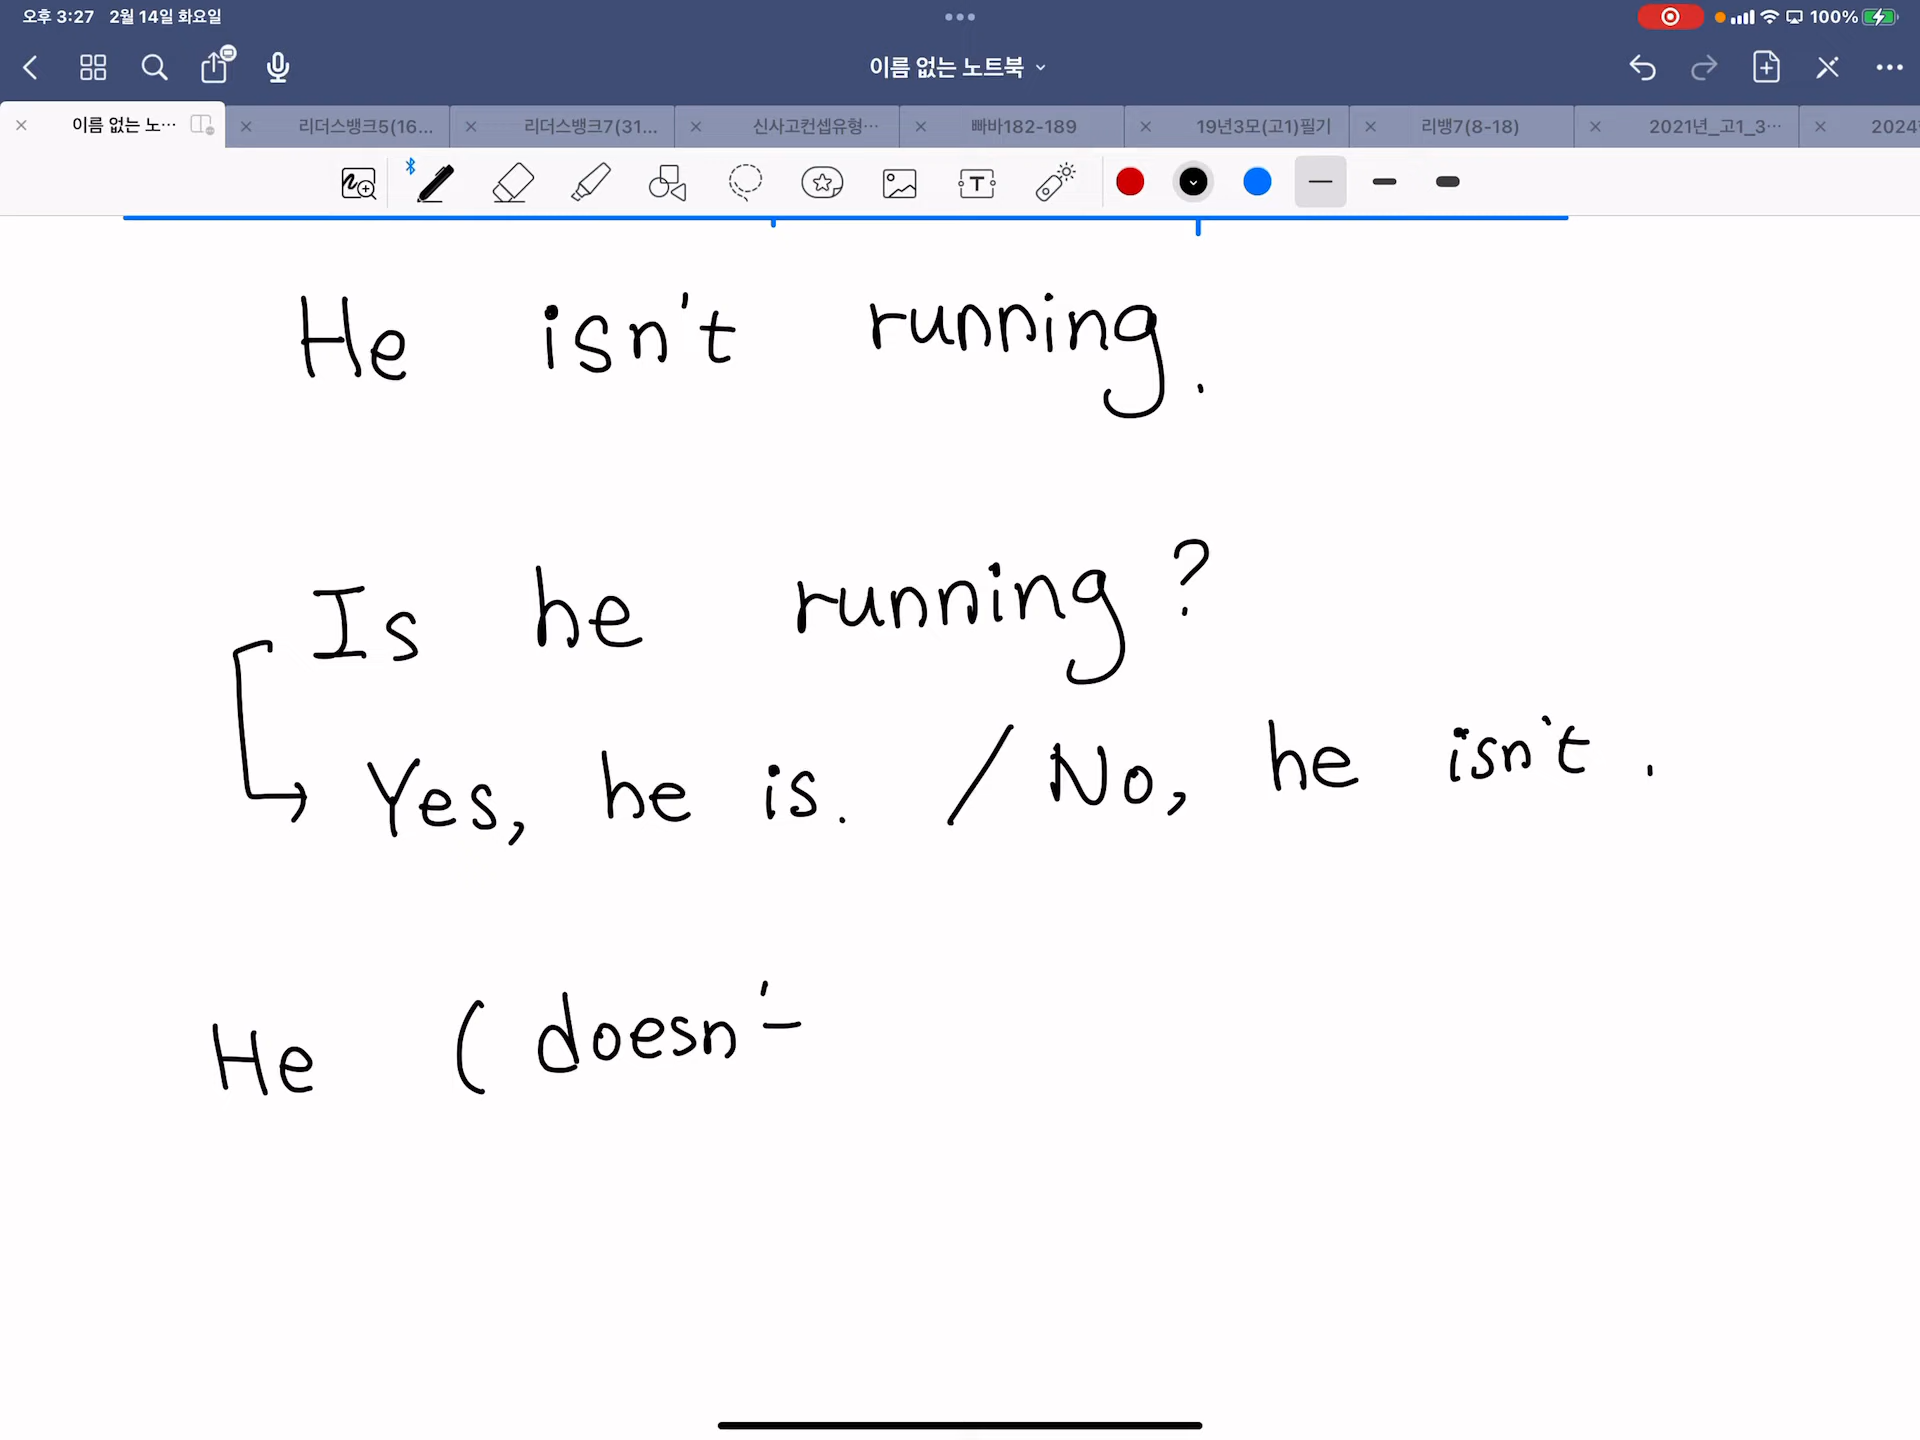 오후 3:27 2월 14일 화요일 100%
이름 없는 노트북
이름 없는 노… 리더스뱅크5(16... 리더스뱅크7(31... 신사고컨셉유형… 빠바182-189 19년3모(고1)필기 리뱅7(8-18) 2021년_고1_3… 2024
He isn't running.
Is he running?
Yes, he is. / No, he isn't.
He (doesn'